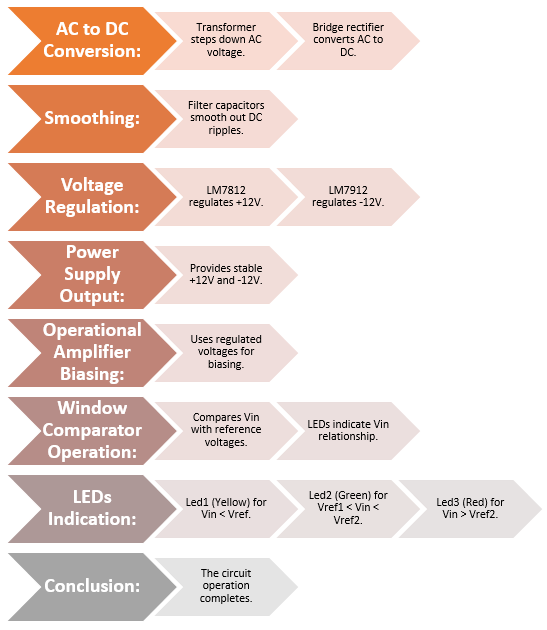 AC to DC
Conversion:
Transformer
steps down AC
voltage.
Bridge rectifier
converts AC to
DC.
Smoothing:
Filter capacitors
smooth out DC
ripples.
Voltage
Regulation:
LM7812
regulates +12V.
LM7912
regulates -12V.
Power
Supply
Output:
Provides stable
+12V and -12V.
Operational
Amplifier
Biasing:
Uses regulated
voltages for
biasing.
Window
Comparator
Operation:
Compares Vin
with reference
voltages.
LEDs indicate Vin
relationship.
LEDs
Indication:
Led1 (Yellow) for
Vin < Vref.
Led2 (Green) for
Vref1 < Vin <
Vref2.
Led3 (Red) for
Vin > Vref2.
Conclusion:
The circuit
operation
completes.